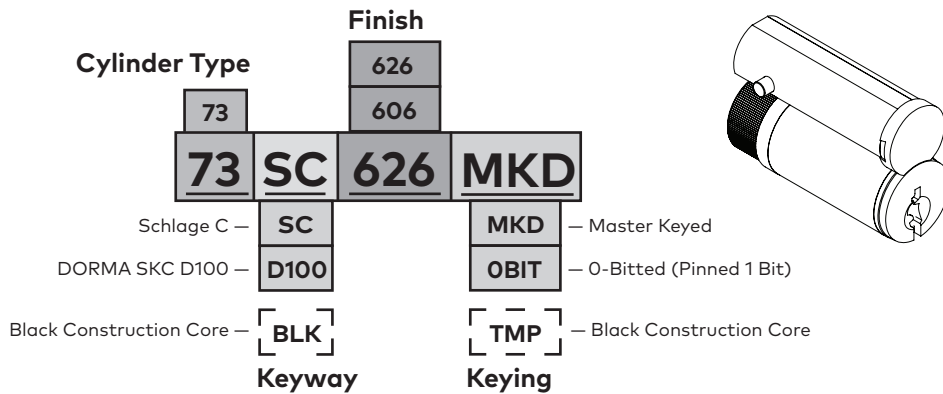 Finish
626
Cylinder Type
606
73
73 SC 626 MKD
Schlage C — SC
MKD — Master Keyed
DORMA SKC D100 — D100
0BIT — 0-Bitted (Pinned 1 Bit)
Black Construction Core — BLK
TMP — Black Construction Core
Keyway
Keying